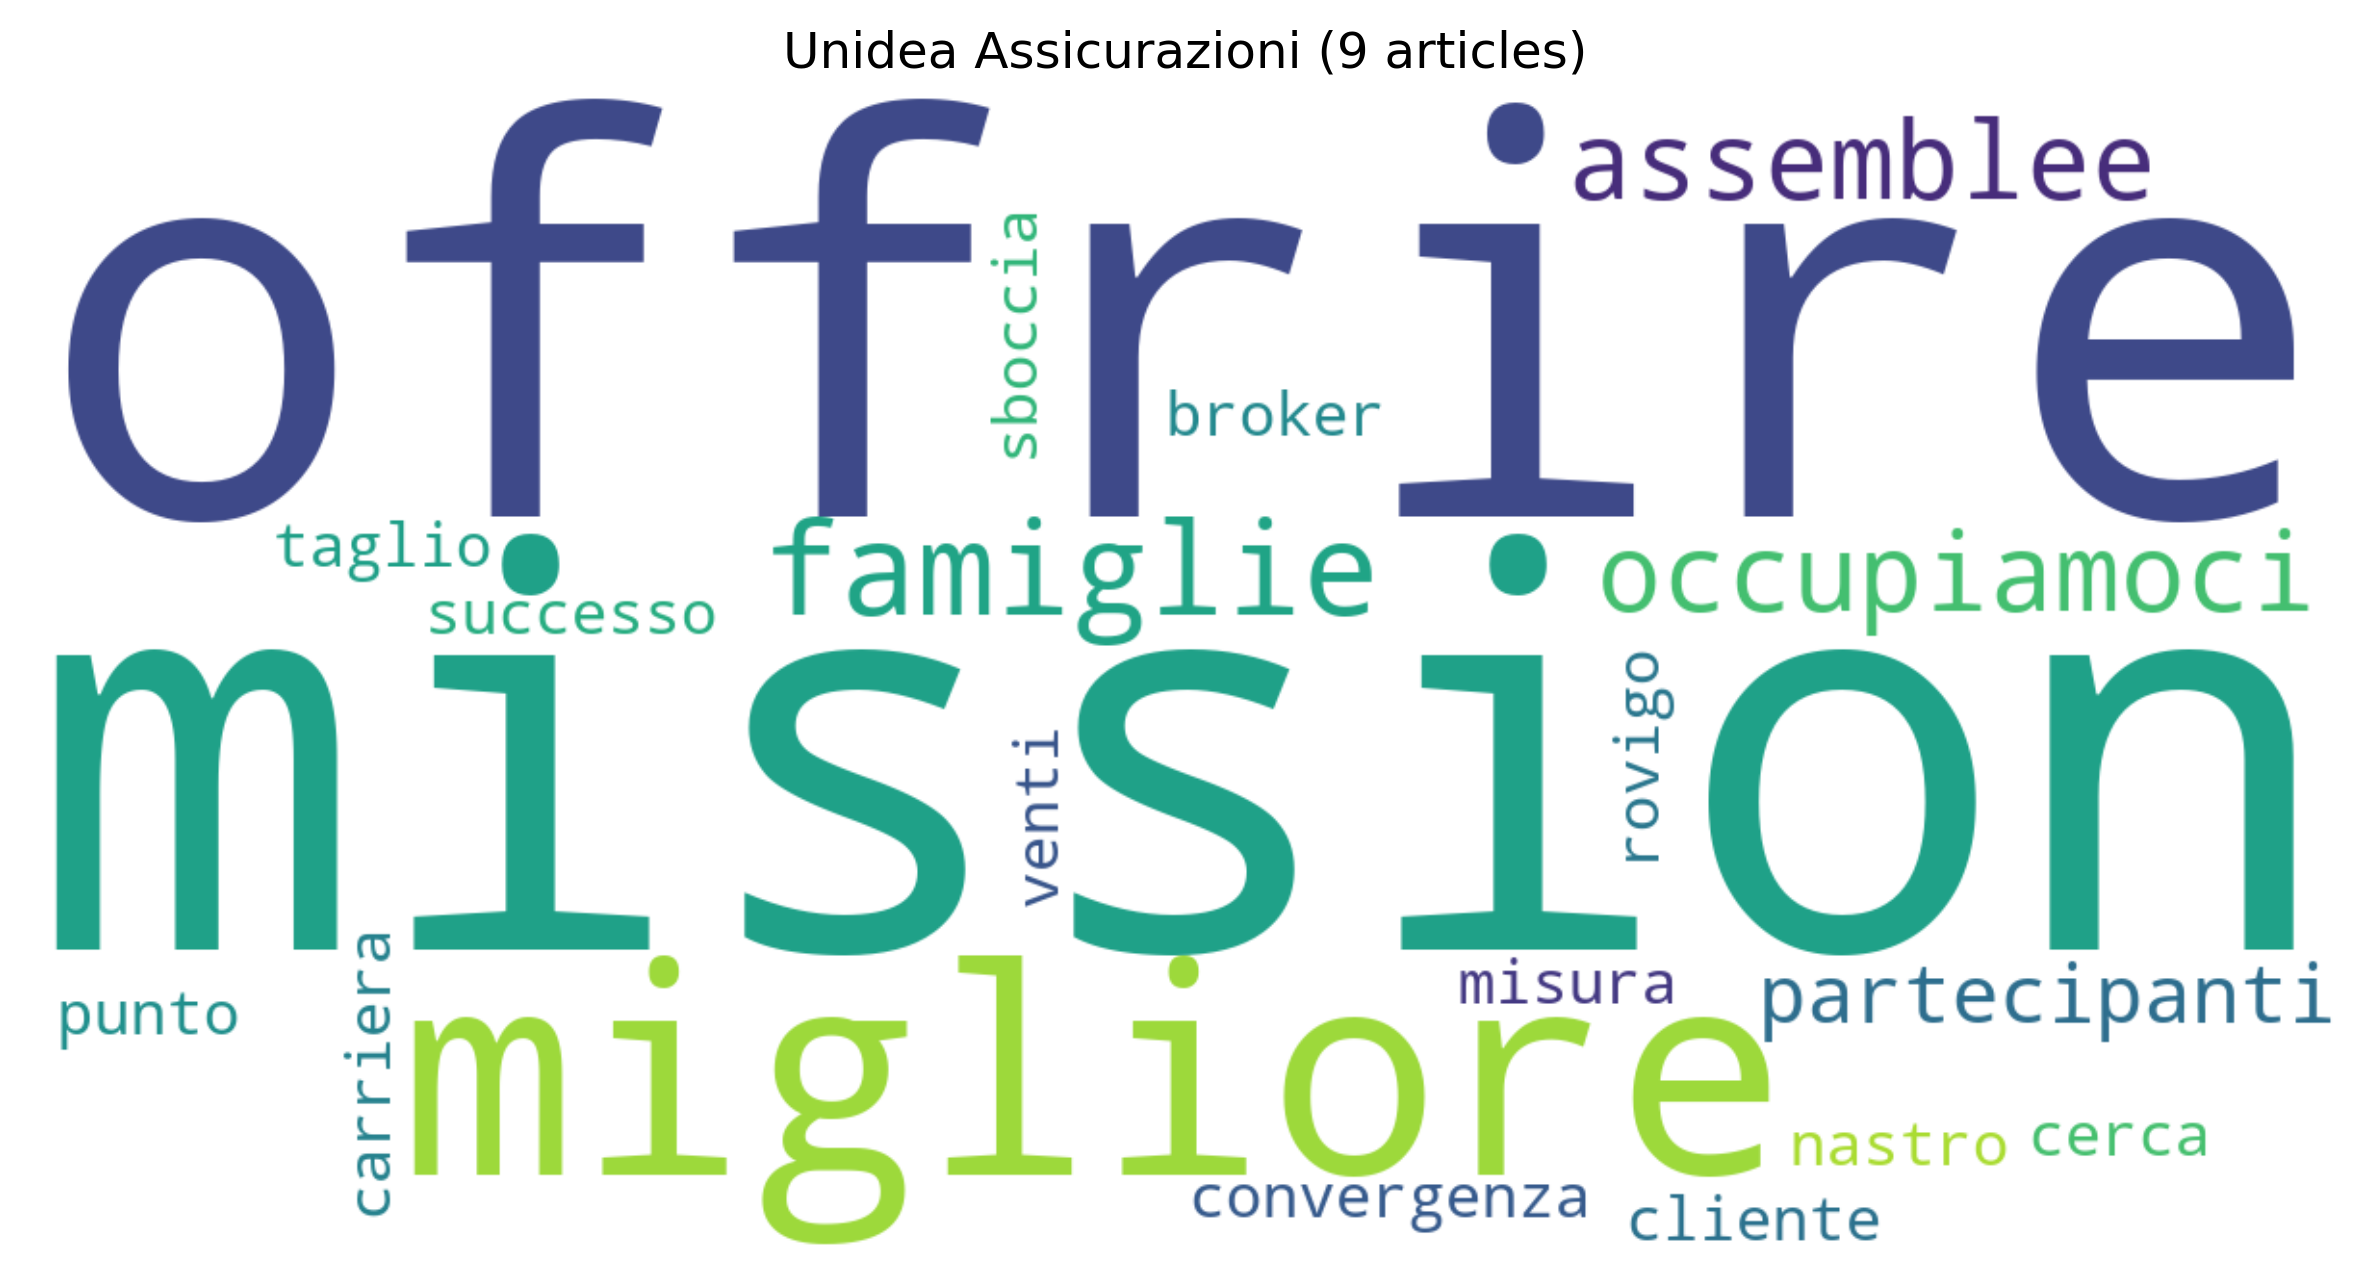 Unidea Assicurazioni (9 articles)
offrire
assemblee
sboccia
broker
taglio
famiglie
occupiamoci
successo
mission
venti
rovigo
carriera
punto
migliore
misura
partecipanti
nastro
cerca
convergenza
cliente